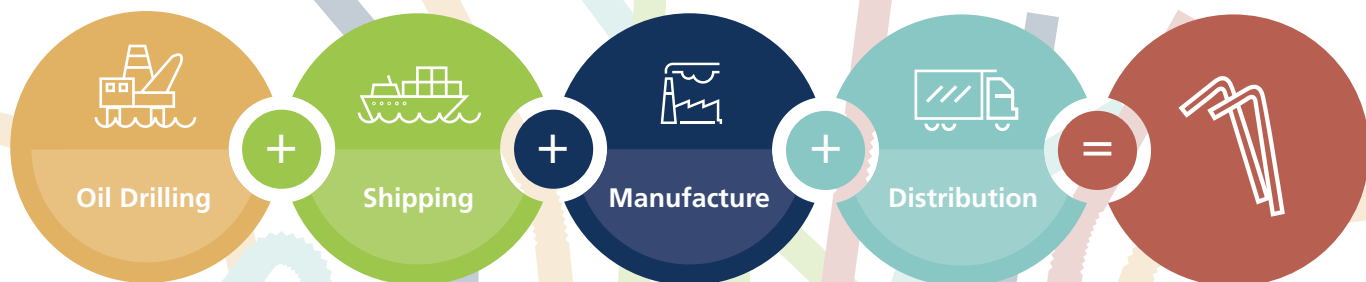 Oil Drilling
+
Shipping
+
Manufacture
+
Distribution
=